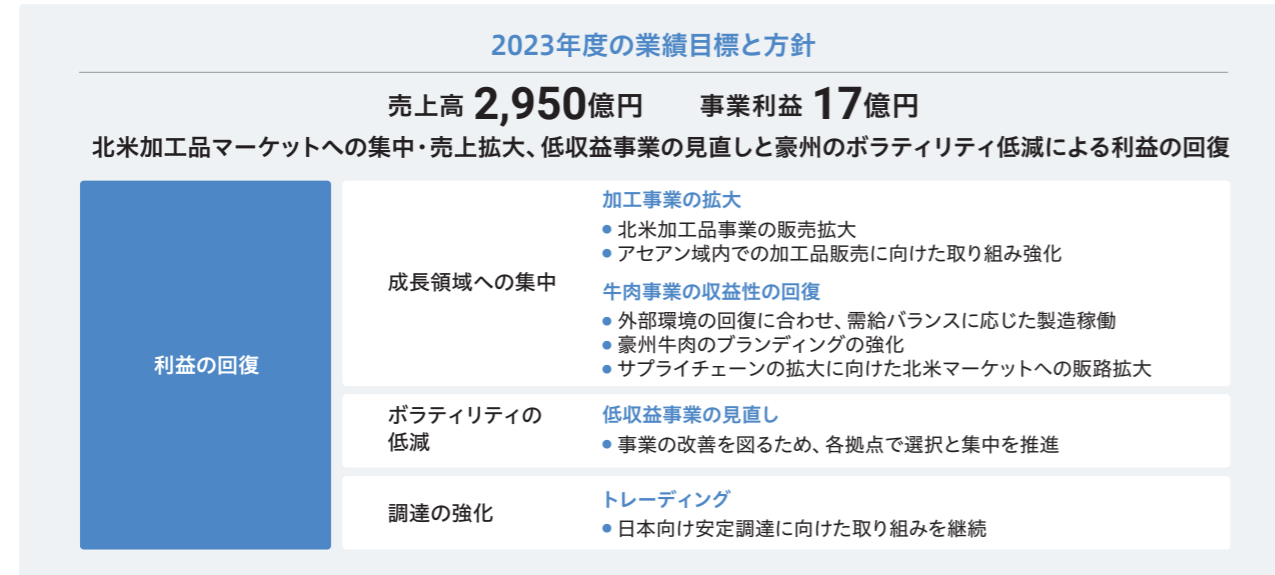 2023年度の業績目標と方針
売上高 2,950億円 事業利益 17億円
北米加工品マーケットへの集中・売上拡大、低収益事業の見直しと豪州のボラティリティ低減による利益の回復
利益の回復
成長領域への集中
加工事業の拡大
● 北米加工品事業の販売拡大
● アセアン域内での加工品販売に向けた取り組み強化
牛肉事業の収益性の回復
● 外部環境の回復に合わせ、需給バランスに応じた製造稼働
● 豪州牛肉のブランディングの強化
● サプライチェーンの拡大に向けた北米マーケットへの販路拡大
ボラティリティの
低減
低収益事業の見直し
● 事業の改善を図るため、各拠点で選択と集中を推進
調達の強化
トレーディング
● 日本向け安定調達に向けた取り組みを継続